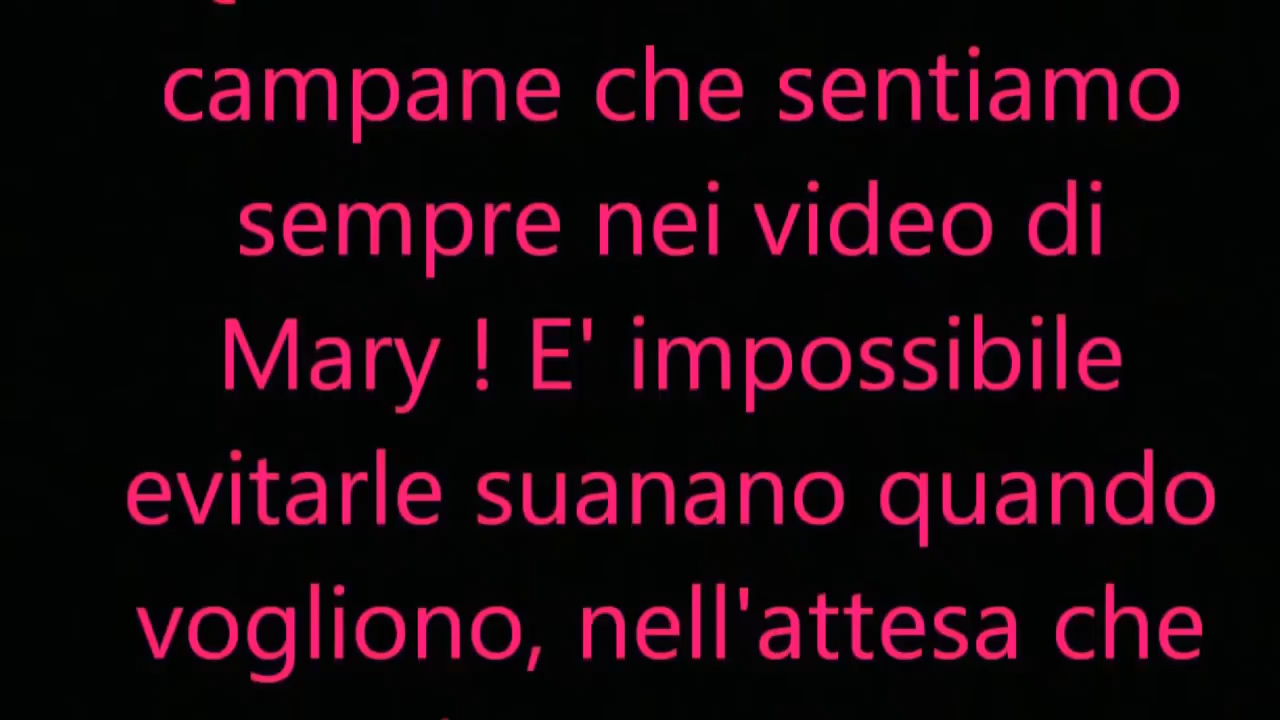 campane che sentiamo
sempre nei video di
Mary ! E' impossibile
evitarle suanano quando
vogliono, nell'attesa che